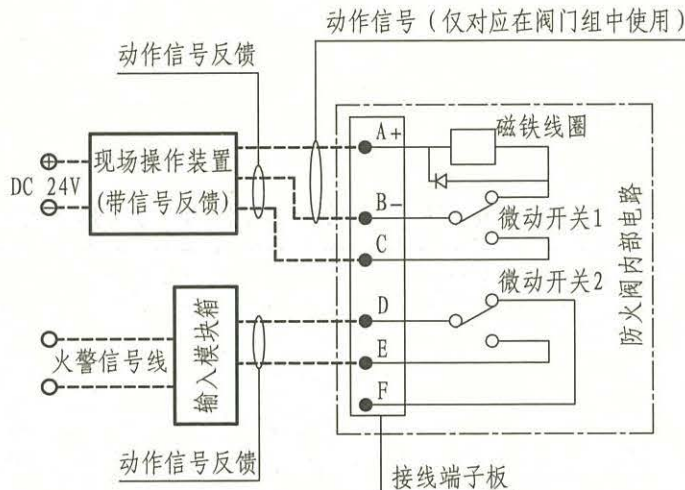 动作信号（仅对应在阀门组中使用）
动作信号反馈
DC 24V
现场操作装置
(带信号反馈)
A+
磁铁线圈
B-
微动开关1
C
微动开关2
防火阀内部电路
D
火警信号线
输入模块箱
E
F
动作信号反馈
接线端子板